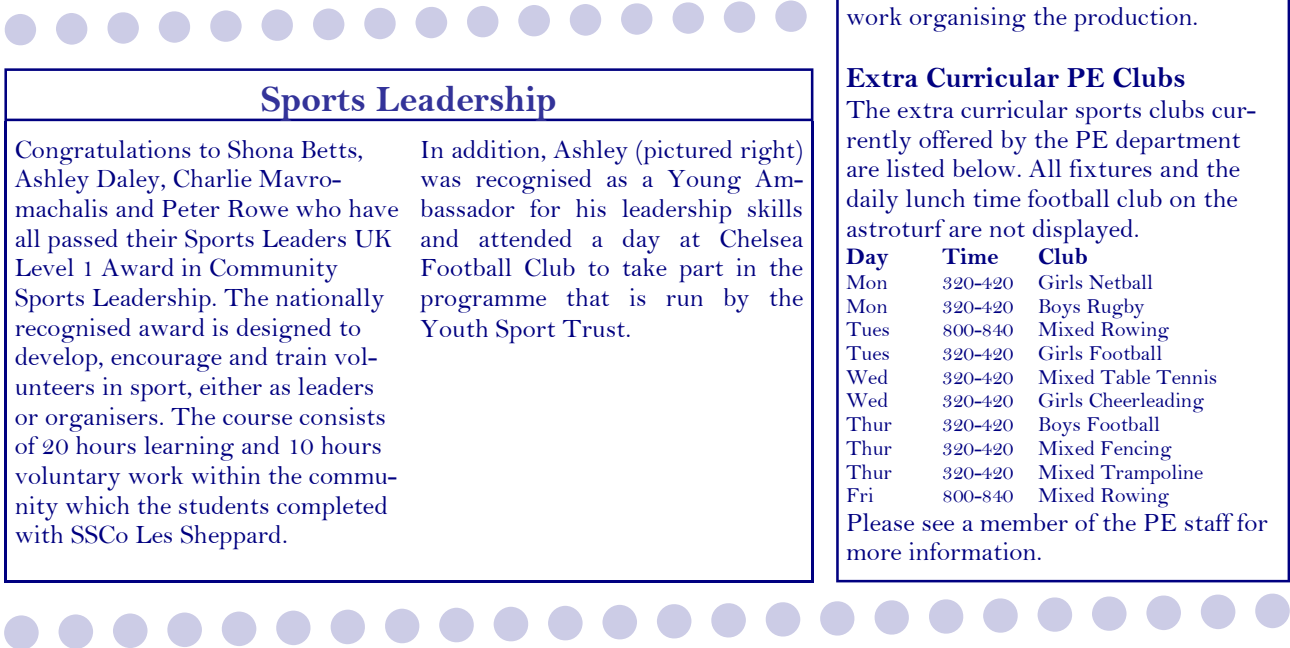 Sports Leadership
Congratulations to Shona Betts,
Ashley Daley, Charlie Mavro-
machalis and Peter Rowe who have
all passed their Sports Leaders UK
Level 1 Award in Community
Sports Leadership. The nationally
recognised award is designed to
develop, encourage and train vol-
unteers in sport, either as leaders
or organisers. The course consists
of 20 hours learning and 10 hours
voluntary work within the commu-
nity which the students completed
with SSCo Les Sheppard.
In addition, Ashley (pictured right)
was recognised as a Young Am-
bassador for his leadership skills
and attended a day at Chelsea
Football Club to take part in the
programme that is run by the
Youth Sport Trust.
work organising the production.
Extra Curricular PE Clubs
The extra curricular sports clubs cur-
rently offered by the PE department
are listed below. All fixtures and the
daily lunch time football club on the
astroturf are not displayed.
Day Time Club
Mon 320-420 Girls Netball
Mon 320-420 Boys Rugby
Tues 800-840 Mixed Rowing
Tues 320-420 Girls Football
Wed 320-420 Mixed Table Tennis
Wed 320-420 Girls Cheerleading
Thur 320-420 Boys Football
Thur 320-420 Mixed Fencing
Thur 320-420 Mixed Trampoline
Fri 800-840 Mixed Rowing
Please see a member of the PE staff for
more information.